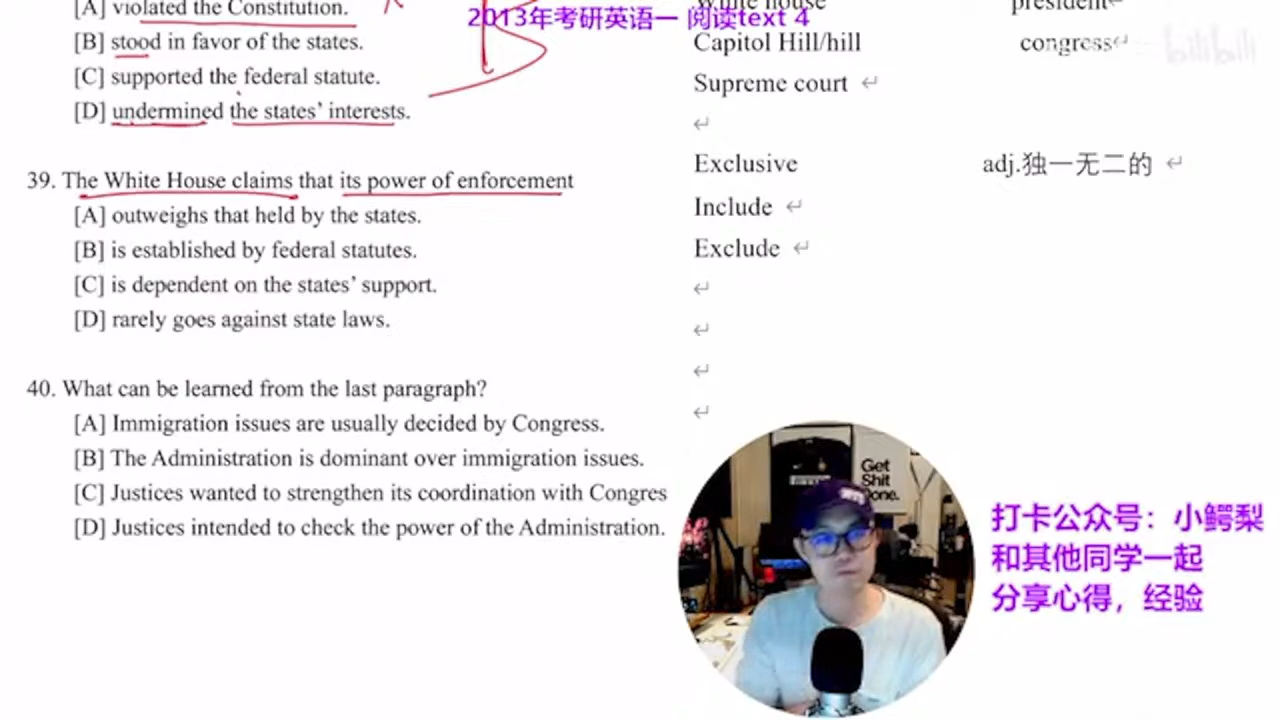 [A] violated the Constitution.
[B] stood in favor of the states.
[C] supported the federal statute.
[D] undermined the states' interests.
39. The White House claims that its power of enforcement
[A] outweighs that held by the states.
[B] is established by federal statutes.
[C] is dependent on the states' support.
[D] rarely goes against state laws.
40. What can be learned from the last paragraph?
[A] Immigration issues are usually decided by Congress.
[B] The Administration is dominant over immigration issues.
[C] Justices wanted to strengthen its coordination with Congres
[D] Justices intended to check the power of the Administration.
2013年考研英语一 阅读text 4
White house president
Capitol Hill/hill congress
Supreme court
Exclusive adj.独一无二的
Include
Exclude
bilibili
B
Get
Shit
Done.
打卡公众号：小鳄梨
和其他同学一起
分享心得，经验